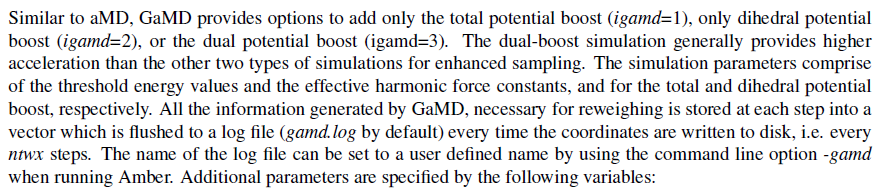 Similar to aMD, GaMD provides options to add only the total potential boost (igamd=1), only dihedral potential
boost (igamd=2), or the dual potential boost (igamd=3). The dual-boost simulation generally provides higher
acceleration than the other two types of simulations for enhanced sampling. The simulation parameters comprise
of the threshold energy values and the effective harmonic force constants, and for the total and dihedral potential
boost, respectively. All the information generated by GaMD, necessary for reweighing is stored at each step into a
vector which is flushed to a log file (gamd.log by default) every time the coordinates are written to disk, i.e. every
ntwx steps. The name of the log file can be set to a user defined name by using the command line option -gamd
when running Amber. Additional parameters are specified by the following variables: